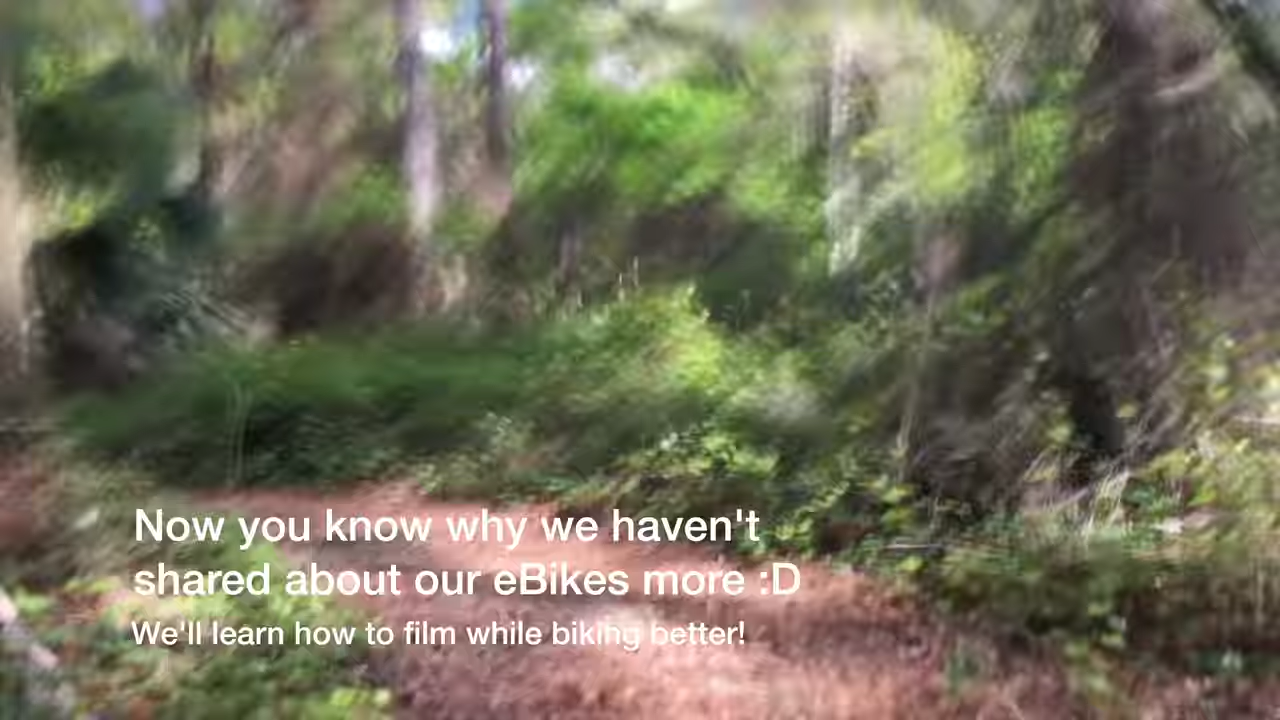 Now you know why we haven't
shared about our eBikes more :D
We'll learn how to film while biking better!